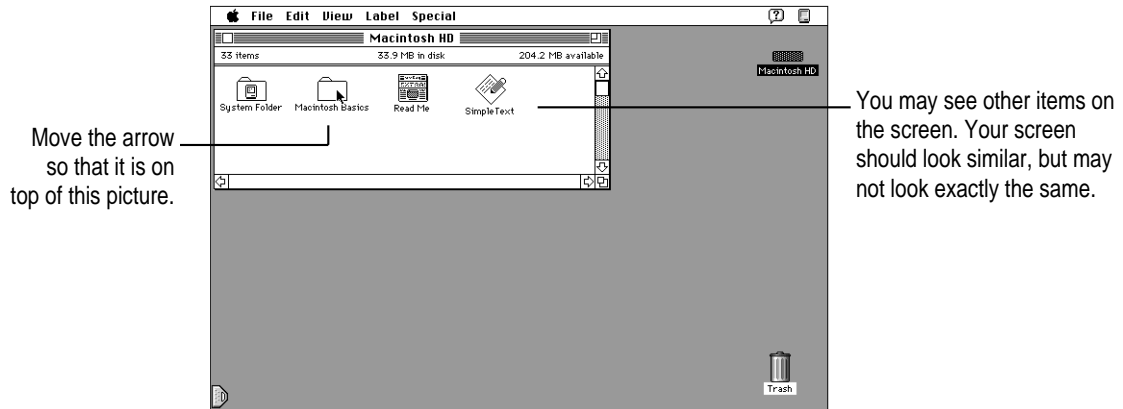 File Edit View Label Special
Macintosh HD
33 items 33.9 MB in disk 204.2 MB available
Macintosh HD
System Folder Macintosh Basics Read Me SimpleText
Move the arrow
so that it is on
top of this picture.
You may see other items on
the screen. Your screen
should look similar, but may
not look exactly the same.
Trash